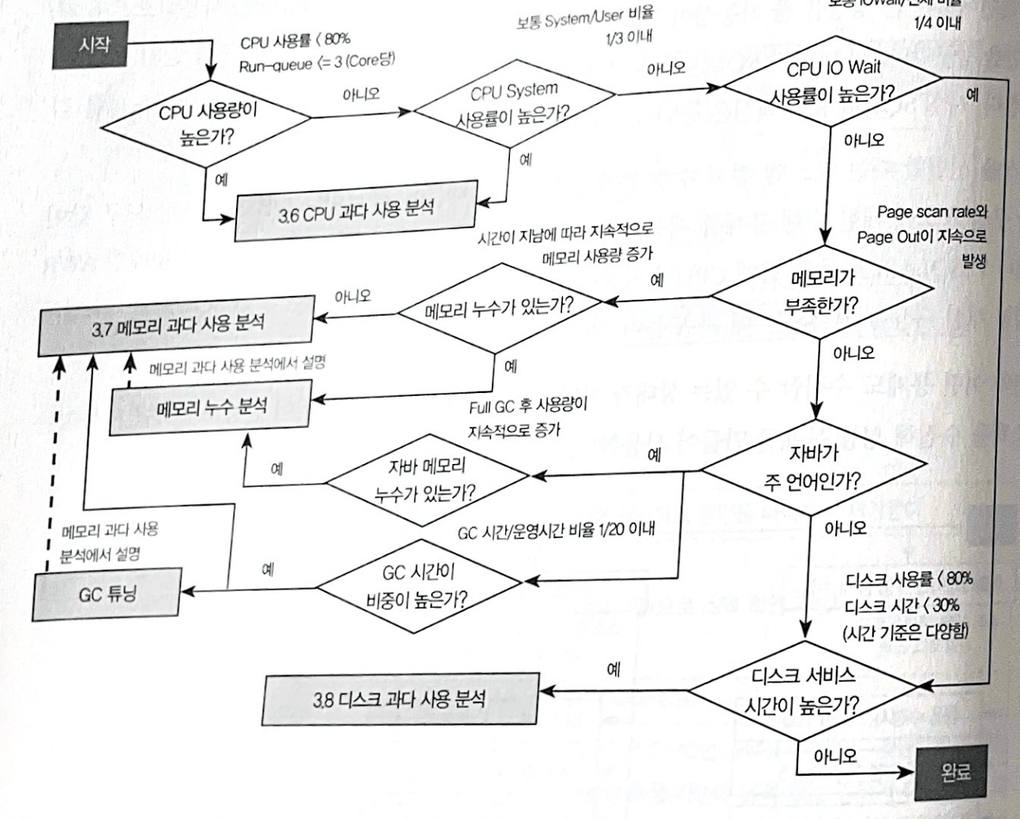 보통 IOWait/전체 비율
1/4 이내
보통 System/User 비율
1/3 이내
시작
CPU 사용률 < 80%
Run-queue <= 3 (Core당)
CPU 사용량이
높은가?
아니오
CPU System
사용률이 높은가?
아니오
CPU IO Wait
사용률이 높은가?
예
예
예
아니오
3.6 CPU 과다 사용 분석
Page scan rate와
Page Out이 지속으로
발생
시간이 지남에 따라 지속적으로
메모리 사용량 증가
메모리가
부족한가?
예
메모리 누수가 있는가?
아니오
3.7 메모리 과다 사용 분석
아니오
예
메모리 과다 사용 분석에서 설명
메모리 누수 분석
Full GC 후 사용량이
지속적으로 증가
자바가
주 언어인가?
예
자바 메모리
누수가 있는가?
예
아니오
GC 시간/운영시간 비율 1/20 이내
메모리 과다 사용
분석에서 설명
GC 시간이
비중이 높은가?
예
GC 튜닝
디스크 사용률 < 80%
디스크 시간 < 30%
(시간 기준은 다양함)
디스크 서비스
시간이 높은가?
예
3.8 디스크 과다 사용 분석
아니오
완료